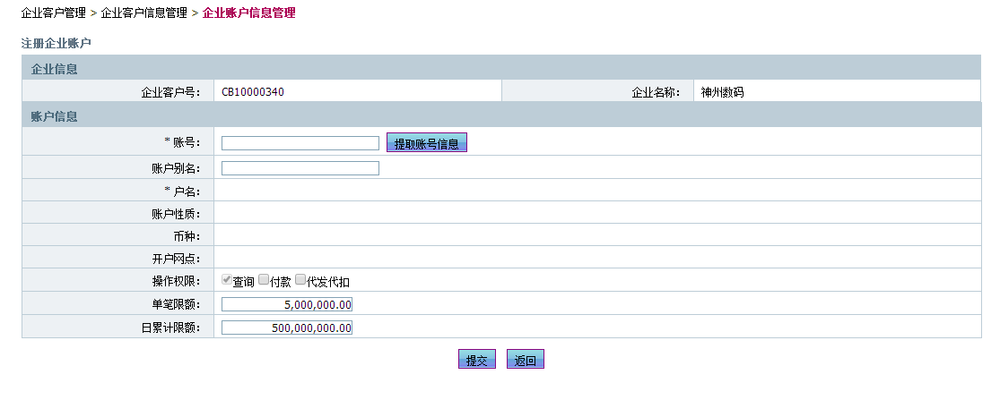 企业客户管理 > 企业客户信息管理 > 企业账户信息管理
注册企业账户
企业信息
企业客户号： CB10000340 企业名称： 神州数码
账户信息
* 账号： 提取账号信息
账户别名：
* 户名：
账户性质：
币种：
开户网点：
操作权限： 查询 付款 代发代扣
单笔限额： 5,000,000.00
日累计限额： 500,000,000.00
提交 返回